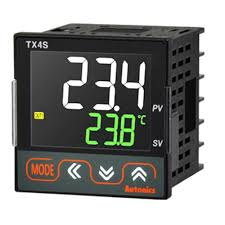 TX4S
23.4
PV
°C
23.8
SV
MODE
Autonics